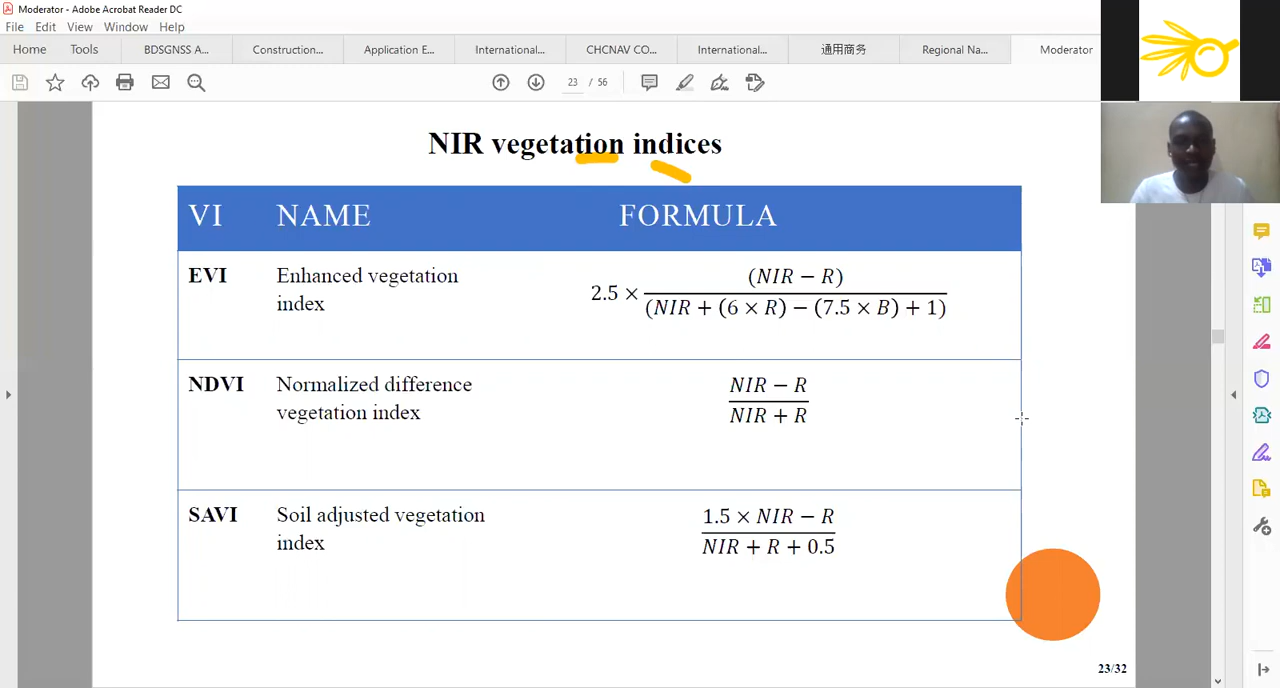 Moderator - Adobe Acrobat Reader DC
File Edit View Window Help
Home Tools BDSGNSS A... Construction... Application E... International... CHCNAV CO... International... 通用商务 Regional Na... Moderator
23 / 56
NIR vegetation indices
VI NAME FORMULA
EVI Enhanced vegetation index 2.5 × (NIR − R) / (NIR + (6 × R) − (7.5 × B) + 1)
NDVI Normalized difference vegetation index NIR − R / NIR + R
SAVI Soil adjusted vegetation index 1.5 × NIR − R / NIR + R + 0.5
23/32